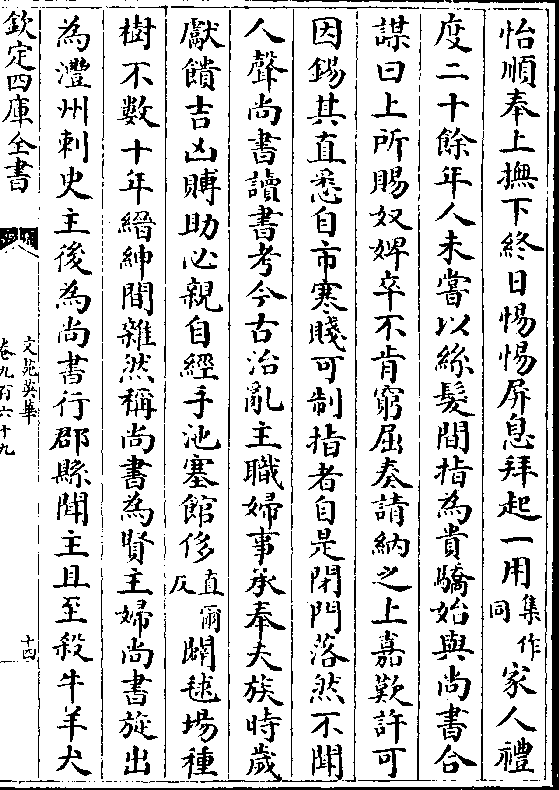 怡順奉上撫下終日惕惕屏息拜起一用集作同家人禮
度二十餘年人未嘗以絲髮間指為貴驕始與尚書合
謀曰上所賜奴婢卒不肯窮屈奏請納之上嘉歎許可
因錫其直悉自市寒賤可制指者自是閉門落然不聞
人聲尚書讀書考今古治亂主職婦事承奉夫族時歲
獻饋吉凶賻助必親自經手池塞館侈直爾反闢毬場種
樹不數十年縉紳間雜然稱尚書為賢主婦尚書旋出
為灃州刺史主後為尚書行郡縣聞主且至殺牛羊犬
欽定四庫全書
文苑英華
卷九百六十九
十四